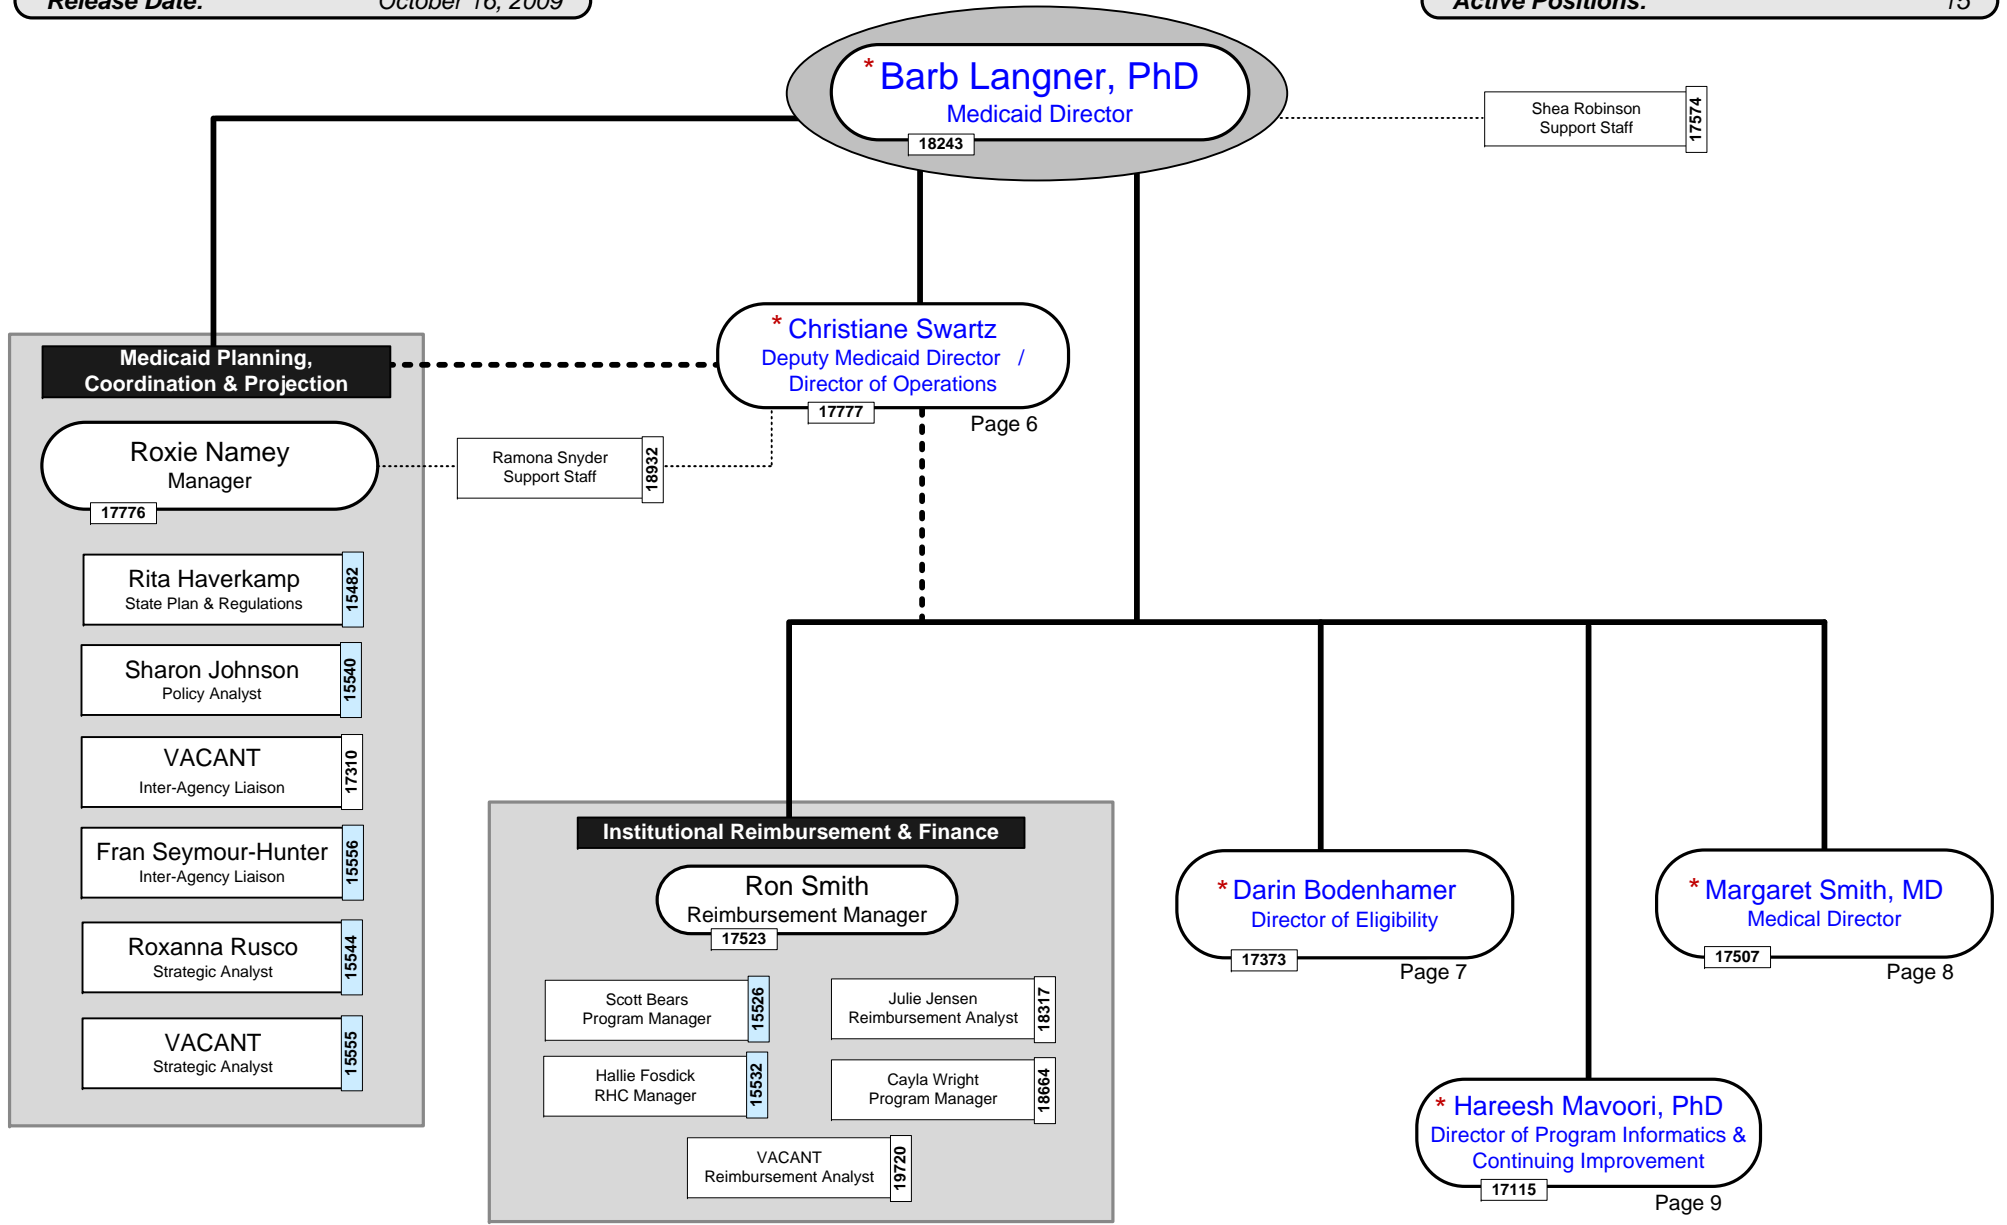 Release Date: October 16, 2009
Active Positions: 15
* Barb Langner, PhD
Medicaid Director
18243
Shea Robinson
Support Staff
17574
* Christiane Swartz
Deputy Medicaid Director /
Director of Operations
17777
Page 6
Medicaid Planning,
Coordination & Projection
Roxie Namey
Manager
17776
Ramona Snyder
Support Staff
18932
Rita Haverkamp
State Plan & Regulations
15482
Sharon Johnson
Policy Analyst
15540
VACANT
Inter-Agency Liaison
17310
Fran Seymour-Hunter
Inter-Agency Liaison
15556
Roxanna Rusco
Strategic Analyst
15544
VACANT
Strategic Analyst
15555
Institutional Reimbursement & Finance
Ron Smith
Reimbursement Manager
17523
Scott Bears
Program Manager
15526
Julie Jensen
Reimbursement Analyst
18317
Hallie Fosdick
RHC Manager
15532
Cayla Wright
Program Manager
18664
VACANT
Reimbursement Analyst
19720
* Darin Bodenhamer
Director of Eligibility
17373
Page 7
* Margaret Smith, MD
Medical Director
17507
Page 8
* Hareesh Mavoori, PhD
Director of Program Informatics &
Continuing Improvement
17115
Page 9